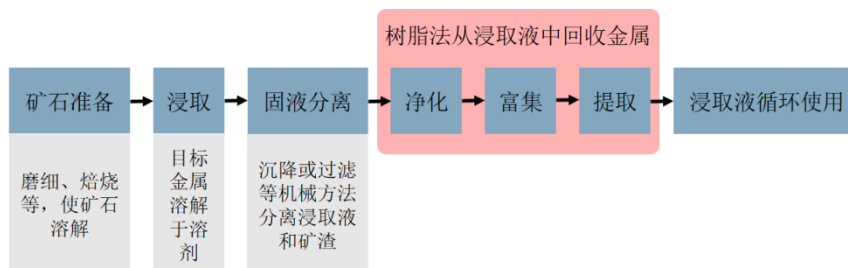 树脂法从浸取液中回收金属
矿石准备
浸取
固液分离
净化
富集
提取
浸取液循环使用
磨细、焙烧
等，使矿石
溶解
目标
金属
溶解
于溶
剂
沉降或过滤
等机械方法
分离浸取液
和矿渣